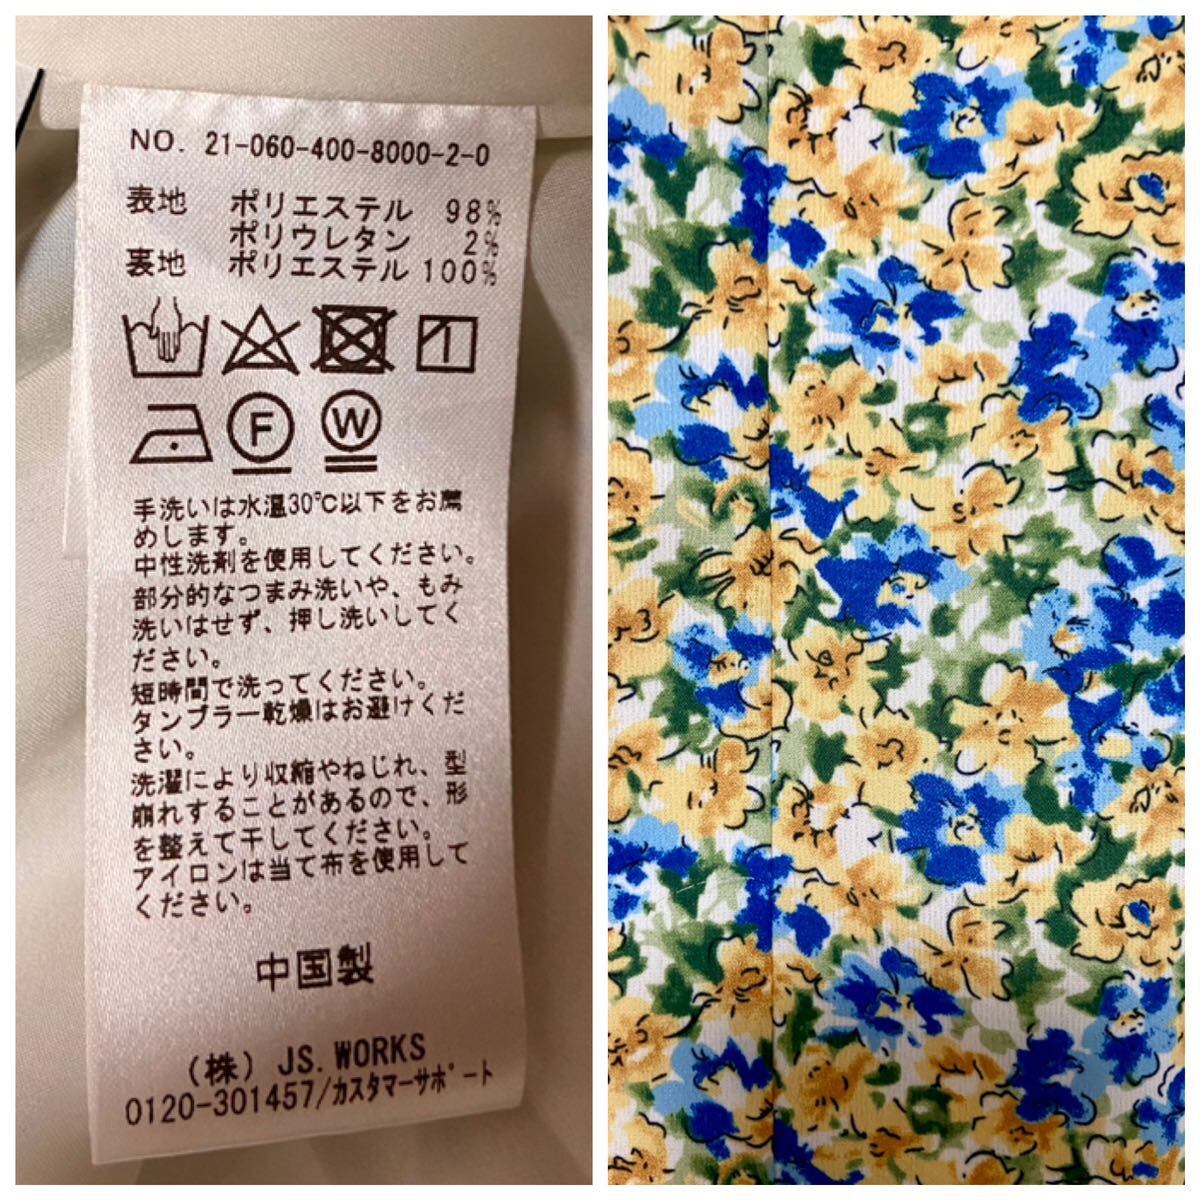 NO. 21-060-400-8000-2-0
表地 ポリエステル 98%
ポリウレタン 2%
裏地 ポリエステル 100%
F W
手洗いは水温30℃以下をお薦
めします。
中性洗剤を使用してください。
部分的なつまみ洗いや、もみ
洗いはせず、押し洗いしてく
ださい。
短時間で洗ってください。
タンブラー乾燥はお避けくだ
さい。
洗濯により収縮やねじれ、型
崩れすることがあるので、形
を整えて干してください。
アイロンは当て布を使用して
ください。
中国製
(株) JS.WORKS
0120-301457/カスタマーサポート